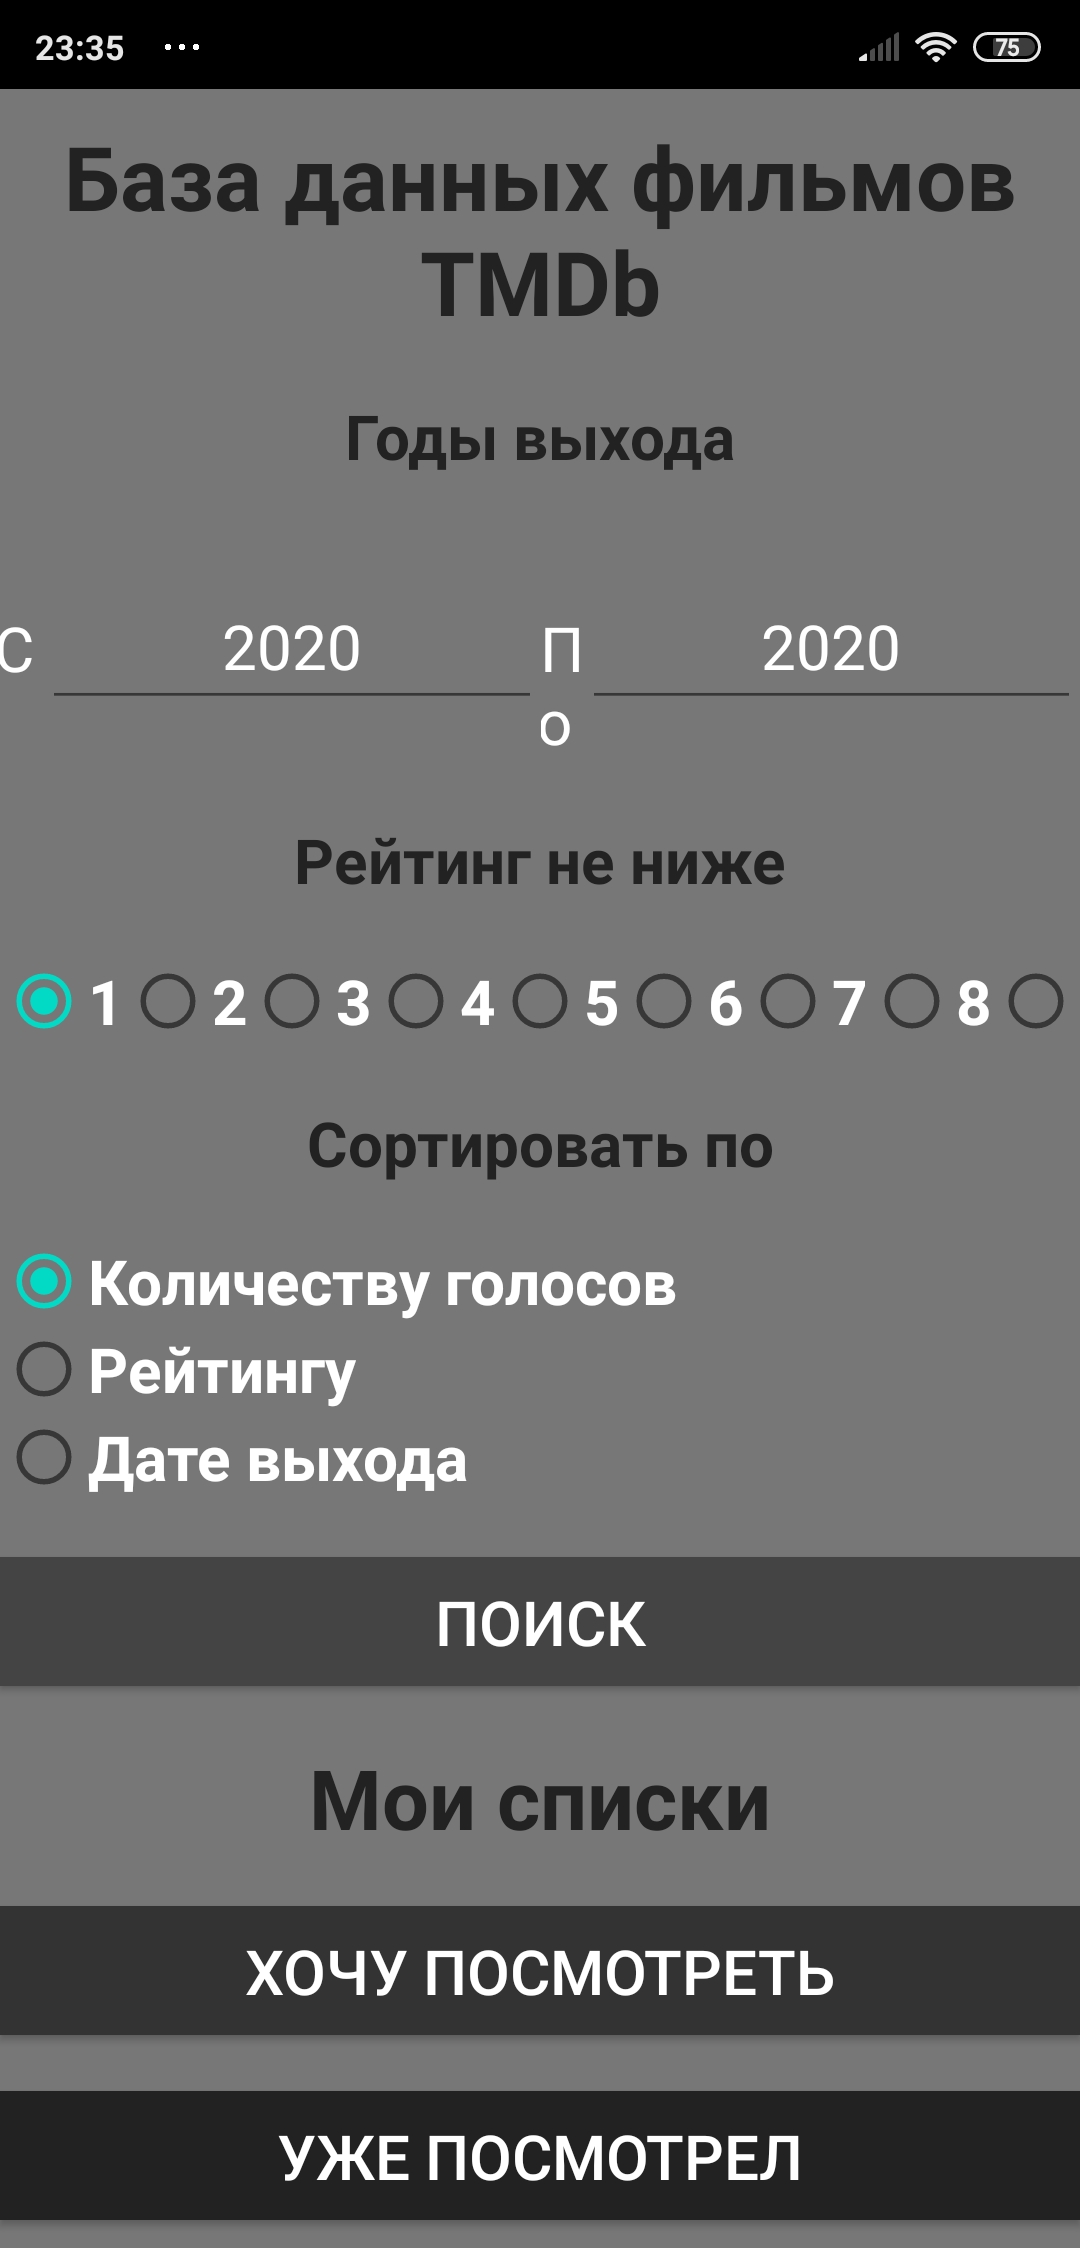 23:35 ... 75
База данных фильмов
TMDb
Годы выхода
С 2020 П 2020
о
Рейтинг не ниже
1 2 3 4 5 6 7 8
Сортировать по
Количеству голосов
Рейтингу
Дате выхода
ПОИСК
Мои списки
ХОЧУ ПОСМОТРЕТЬ
УЖЕ ПОСМОТРЕЛ